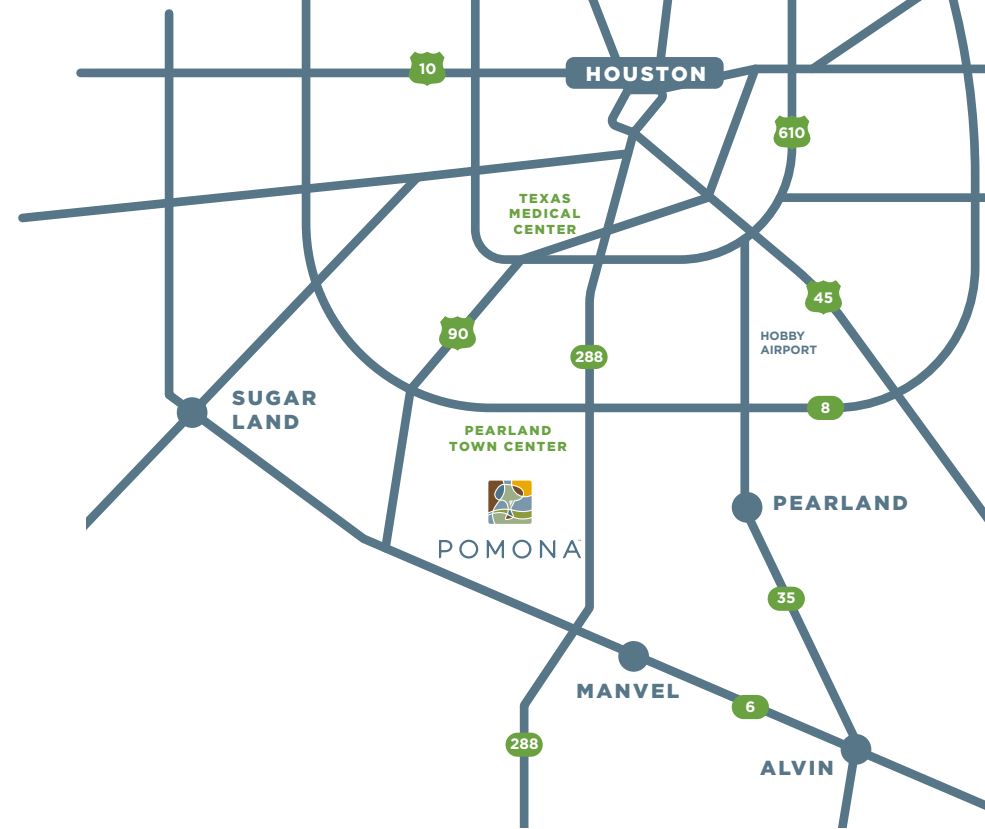 10
HOUSTON
610
TEXAS
MEDICAL
CENTER
45
90
HOBBY
AIRPORT
288
SUGAR
LAND
8
PEARLAND
TOWN CENTER
PEARLAND
POMONA
35
MANVEL
6
288
ALVIN